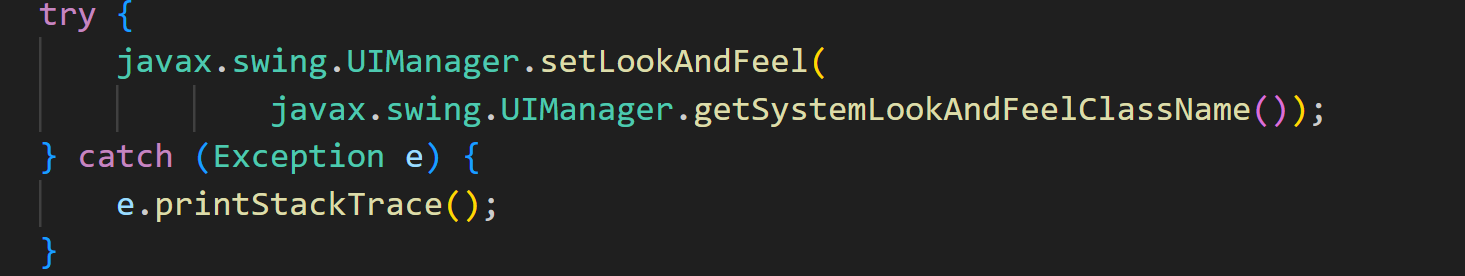 try {
    javax.swing.UIManager.setLookAndFeel(
            javax.swing.UIManager.getSystemLookAndFeelClassName());
} catch (Exception e) {
    e.printStackTrace();
}